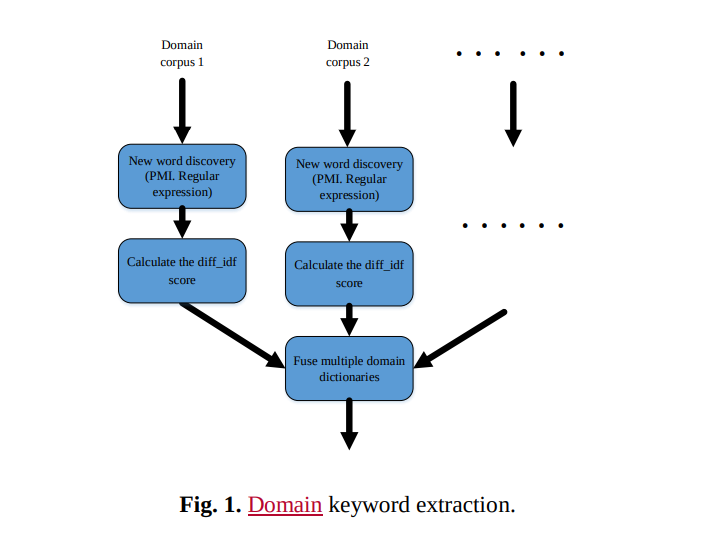 Domain
corpus 1
Domain
corpus 2
. . . . . .
New word discovery
(PMI. Regular
expression)
New word discovery
(PMI. Regular
expression)
. . . . . .
Calculate the diff_idf
score
Calculate the diff_idf
score
Fuse multiple domain
dictionaries
Fig. 1. Domain keyword extraction.